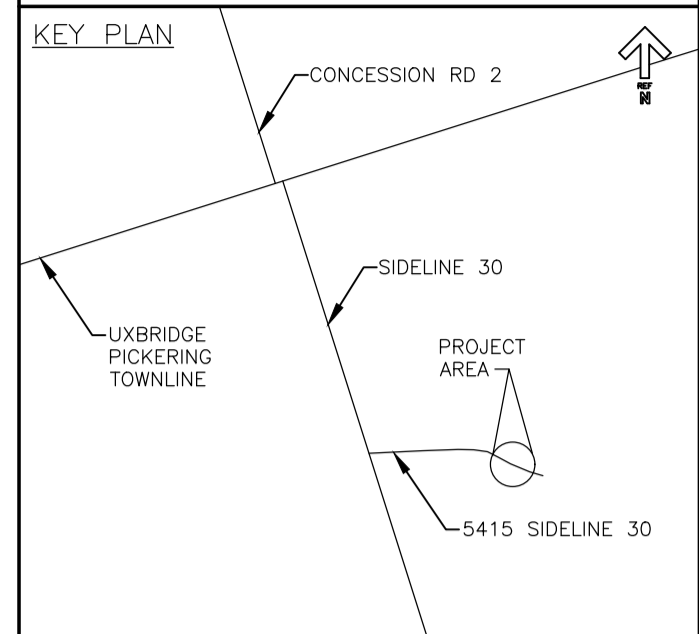 KEY PLAN
REF
N
CONCESSION RD 2
SIDELINE 30
UXBRIDGE
PICKERING
TOWNLINE
PROJECT
AREA
5415 SIDELINE 30